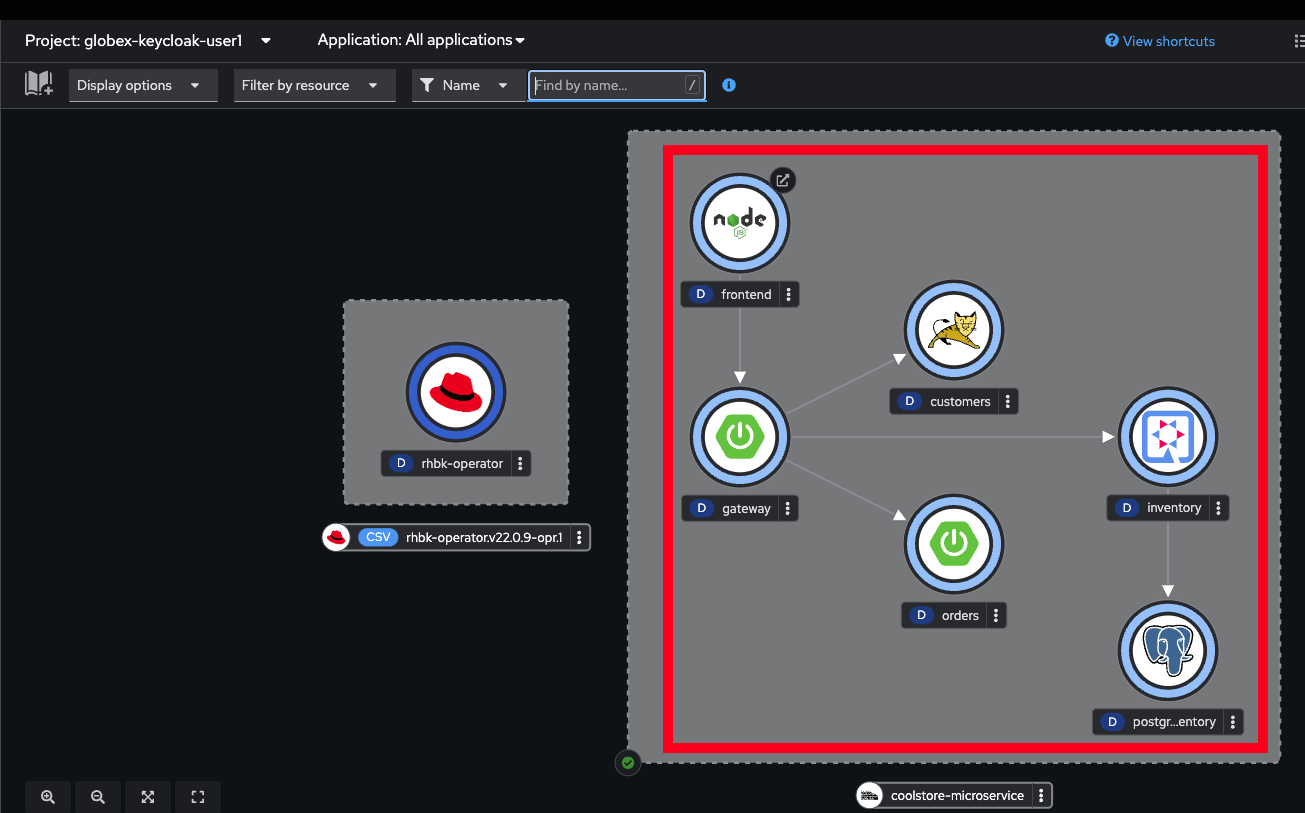 Project: globex-keycloak-user1
Application: All applications
View shortcuts
Display options
Filter by resource
Name
Find by name...
/
node
JS
D frontend
D customers
D rhbk-operator
D gateway
D inventory
CSV rhbk-operator.v22.0.9-opr.1
D orders
D postgr...entory
coolstore-microservice